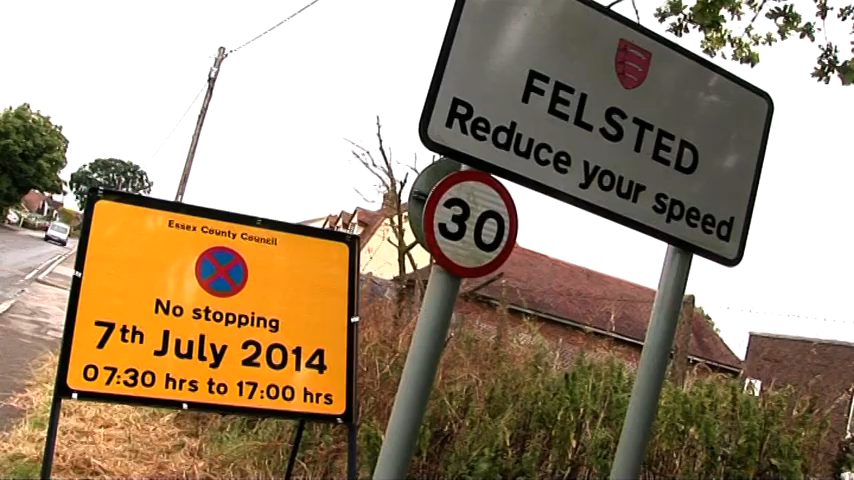 FELSTED
Reduce your speed
30
Essex County Council
No stopping
7th July 2014
07:30 hrs to 17:00 hrs